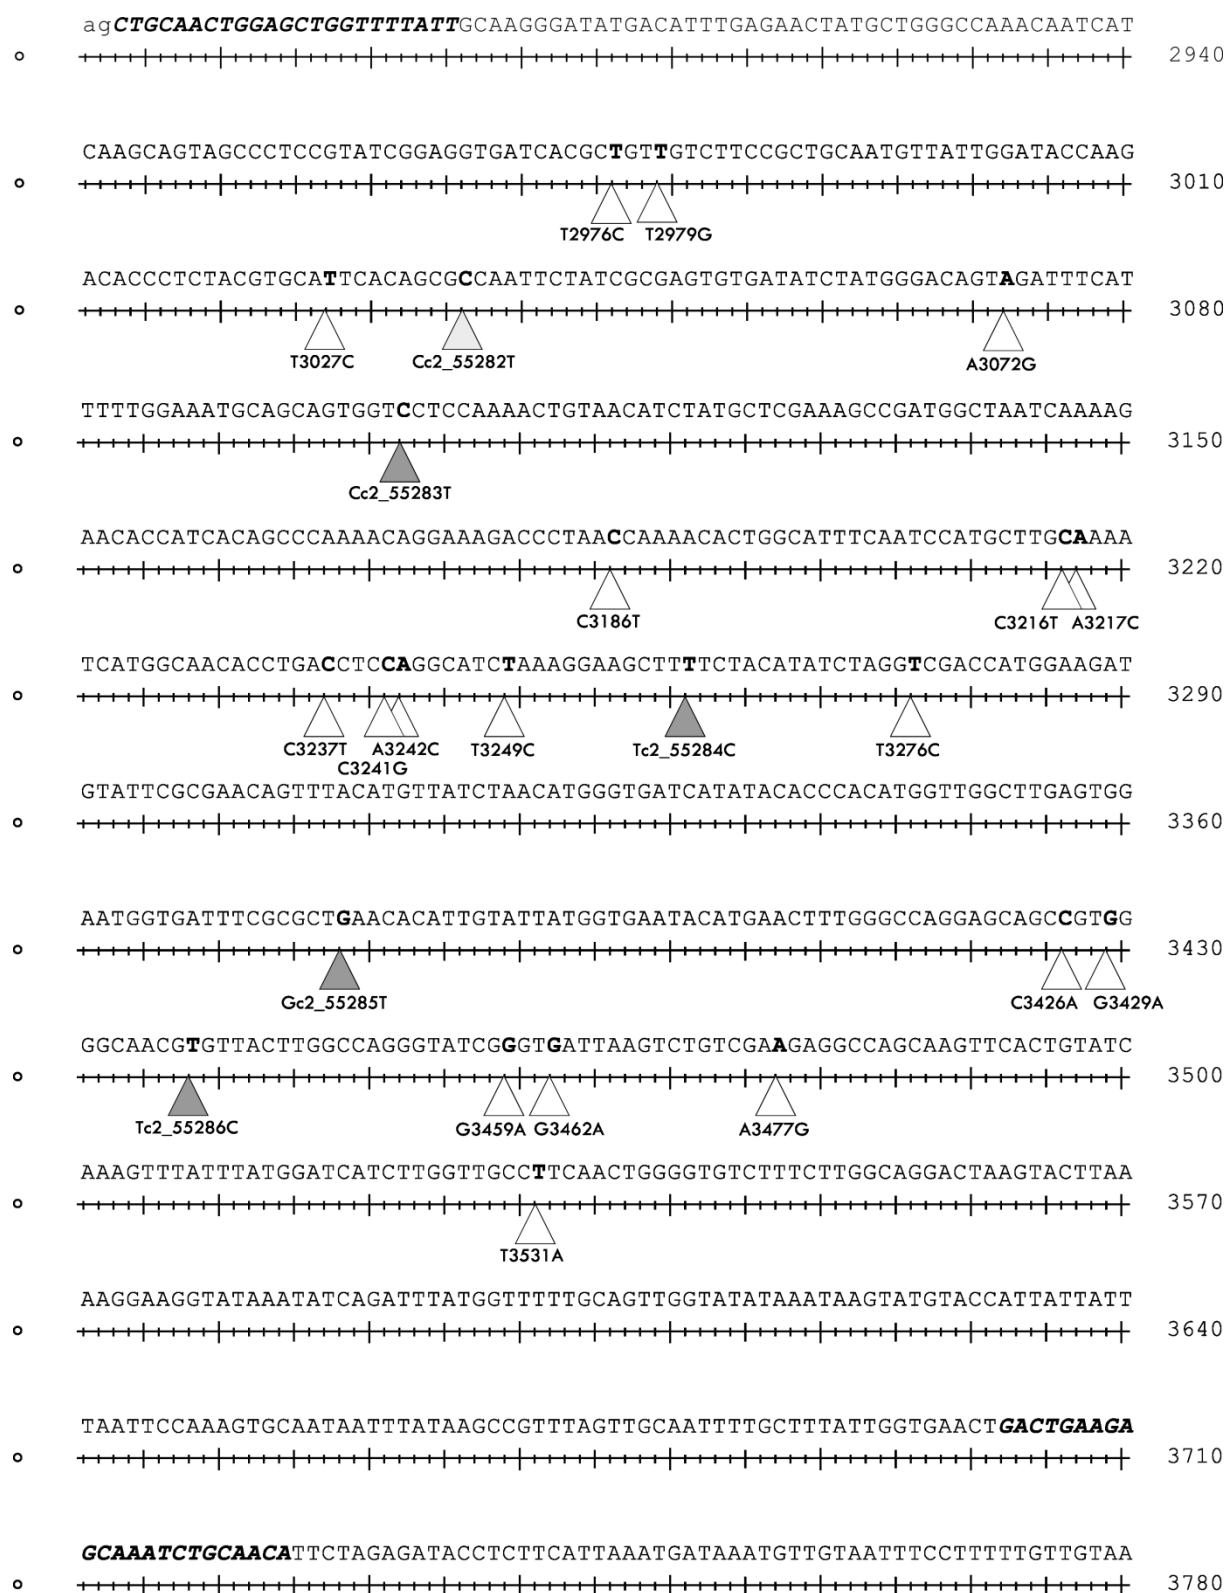 agCTGCAACTGGAGCTGGTTTTATTGCAAGGGATATGACATTTGAGAACTATGCTGGGCCAAACAATCAT
2940
CAAGCAGTAGCCCTCCGTATCGGAGGTGATCACGCTGTTGTCTTCCGCTGCAATGTTATTGGATACCAAG
3010
T2976C T2979G
ACACCCTCTACGTGCATTCACAGCGCCAATTCTATCGCGAGTGTGATATCTATGGGACAGTAGATTTCAT
3080
T3027C Cc2_55282T A3072G
TTTTGGAAATGCAGCAGTGGTCCTCCAAAACTGTAACATCTATGCTCGAAAGCCGATGGCTAATCAAAAG
3150
Cc2_55283T
AACACCATCACAGCCCAAAACAGGAAAGACCCTAACCAAAACACTGGCATTTCAATCCATGCTTGCAAAA
3220
C3186T C3216T A3217C
TCATGGCAACACCTGACCTCCAGGCATCTAAAGGAAGCTTTTCTACATATCTAGGTCGACCATGGAAGAT
3290
C3237T A3242C T3249C Tc2_55284C T3276C
C3241G
GTATTCGCGAACAGTTTACATGTTATCTAACATGGGTGATCATATACACCCACATGGTTGGCTTGAGTGG
3360
AATGGTGATTTCGCGCTGAACACATTGTATTATGGTGAATACATGAACTTTGGGCCAGGAGCAGCCGTGG
3430
Gc2_55285T C3426A G3429A
GGCAACGTGTTACTTGGCCAGGGTATCGGGTGATTAAGTCTGTCGAAGAGGCCAGCAAGTTCACTGTATC
3500
Tc2_55286C G3459A G3462A A3477G
AAAGTTTATTTATGGATCATCTTGGTTGCCTTCAACTGGGGTGTCTTTCTTGGCAGGACTAAGTACTTAA
3570
T3531A
AAGGAAGGTATAAATATCAGATTTATGGTTTTTGCAGTTGGTATATAAATAAGTATGTACCATTATTATT
3640
TAATTCCAAAGTGCAATAATTTATAAGCCGTTTAGTTGCAATTTTGCTTTATTGGTGAACTGACTGAAGA
3710
GCAAATCTGCAACATTCTAGAGATACCTCTTCATTAAATGATAAATGTTGTAATTTCCTTTTTGTTGTAA
3780